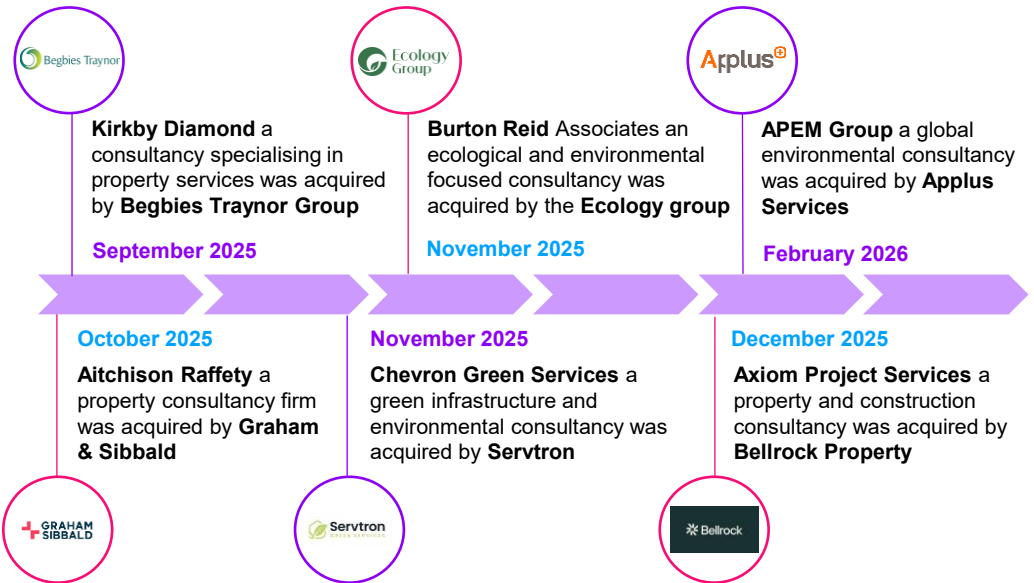 Begbies Traynor
Ecology
Group
Applus+
Kirkby Diamond a
consultancy specialising in
property services was acquired
by Begbies Traynor Group
September 2025
Burton Reid Associates an
ecological and environmental
focused consultancy was
acquired by the Ecology group
November 2025
APEM Group a global
environmental consultancy
was acquired by Applus
Services
February 2026
October 2025
Aitchison Raffety a
property consultancy firm
was acquired by Graham
& Sibbald
November 2025
Chevron Green Services a
green infrastructure and
environmental consultancy was
acquired by Servtron
December 2025
Axiom Project Services a
property and construction
consultancy was acquired by
Bellrock Property
GRAHAM
SIBBALD
Servtron
GREEN SERVICES
Bellrock